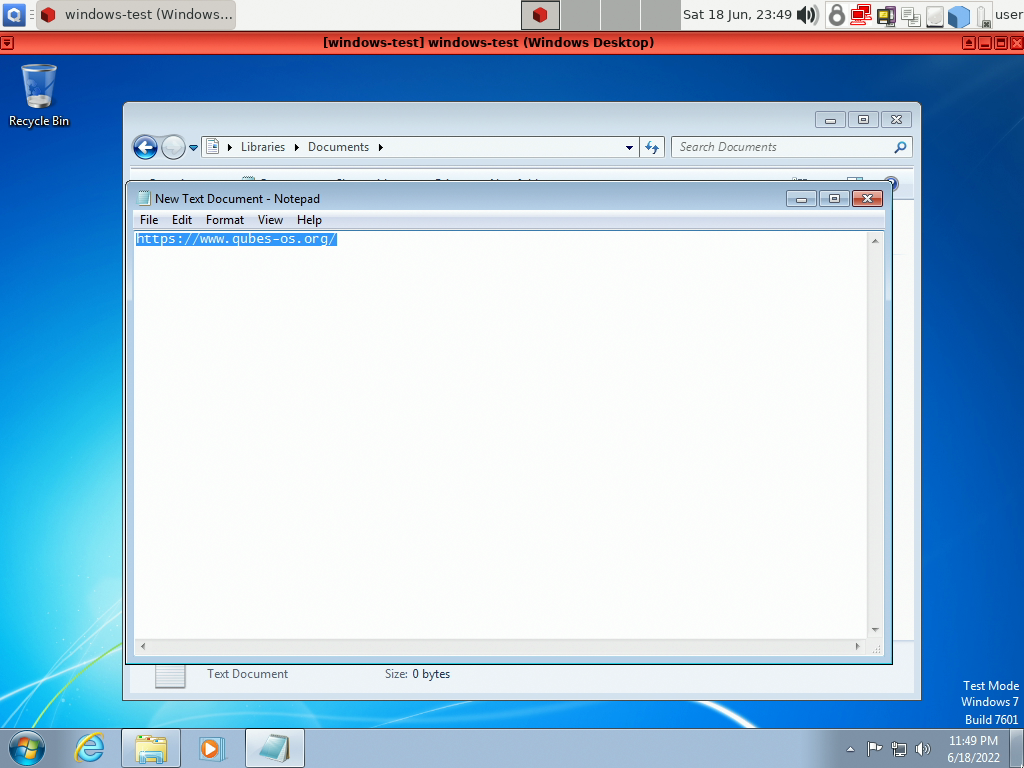 windows-test (Windows...
Sat 18 Jun, 23:49
user
[windows-test] windows-test (Windows Desktop)
Recycle Bin
Libraries
Documents
Search Documents
New Text Document - Notepad
File Edit Format View Help
https://www.qubes-os.org/
Text Document
Size: 0 bytes
Test Mode
Windows 7
Build 7601
11:49 PM
6/18/2022